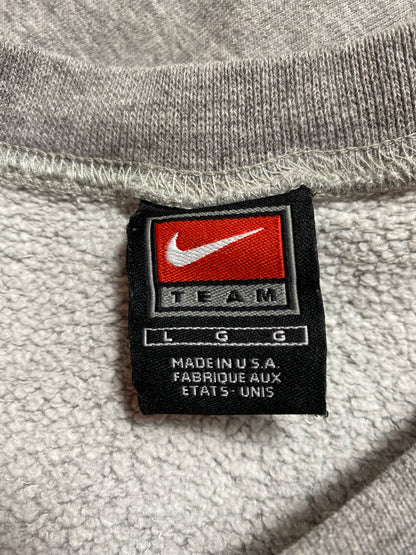 TEAM
L G G
MADE IN U.S.A.
FABRIQUE AUX
ETATS-UNIS